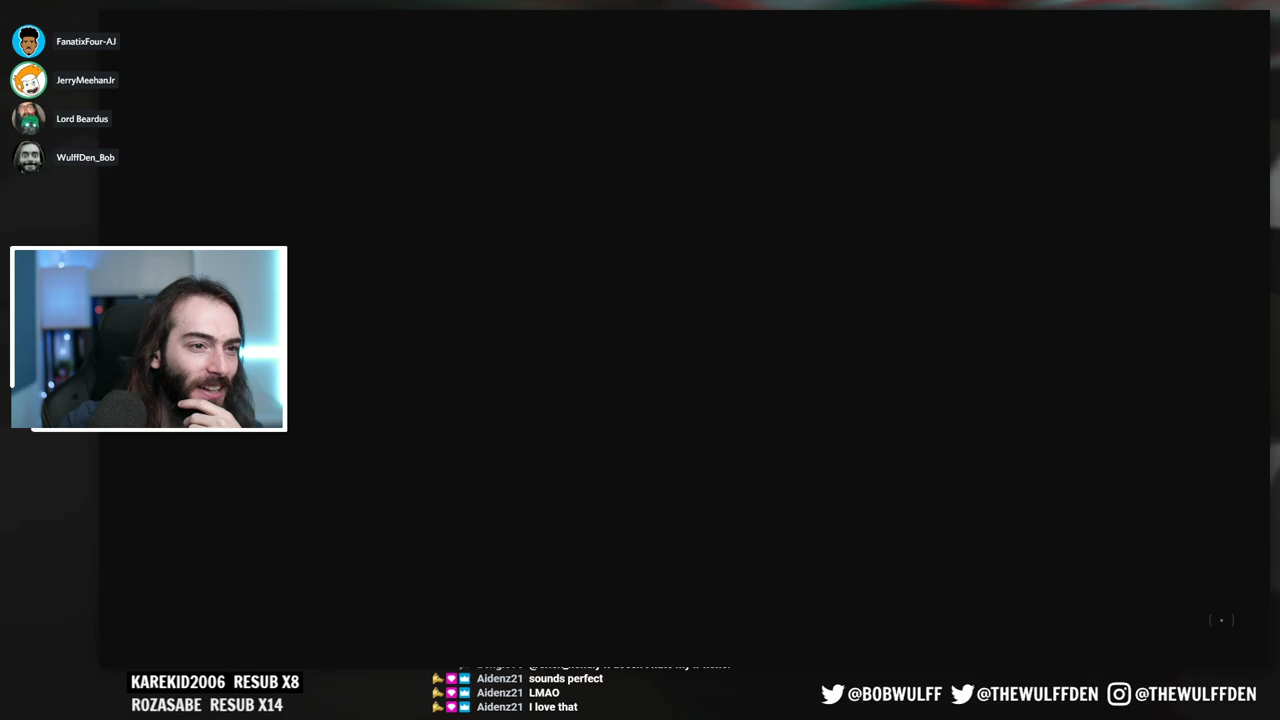 FanatixFour-AJ
JerryMeehanJr
Lord Beardus
WulffDen_Bob
KAREKID2006 RESUB X8
ROZASABE RESUB X14
Aidenz21 sounds perfect
Aidenz21 LMAO
Aidenz21 I love that
@BOBWULFF @THEWULFFDEN @THEWULFFDEN